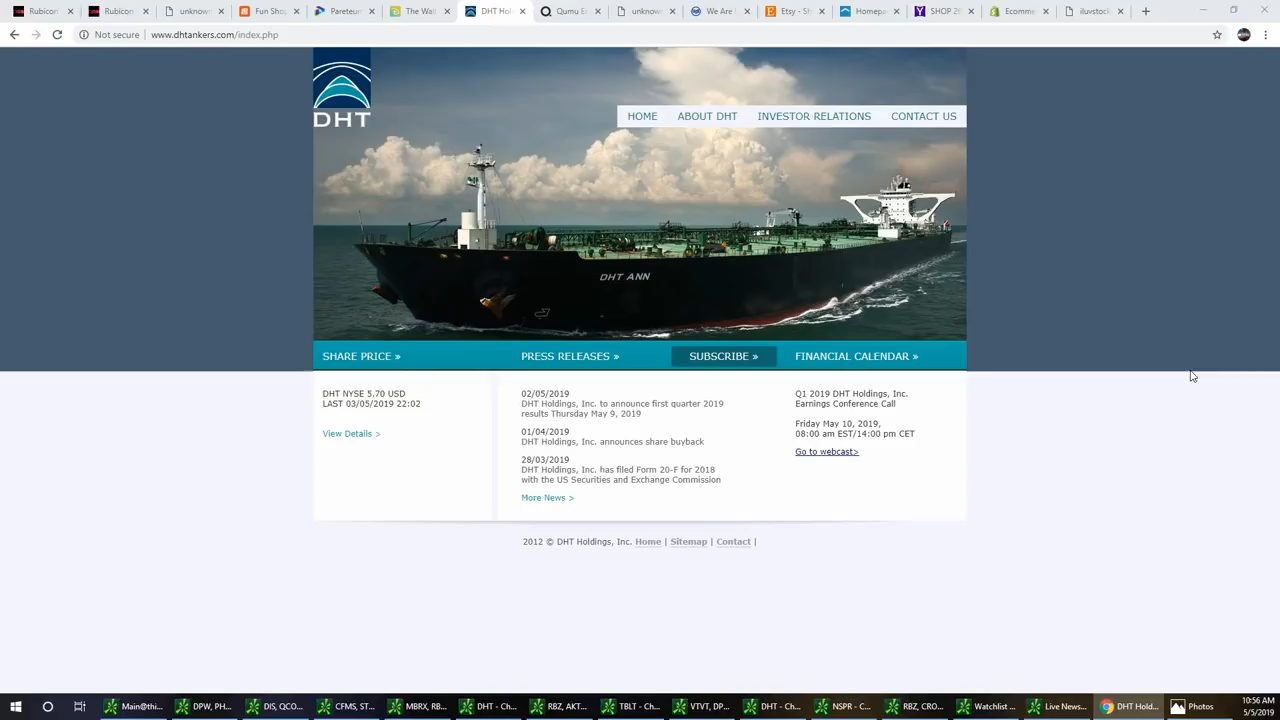 Rubicon
Rubicon
unknown
Fun Sho
Pareteum
The Wal
DHT Hol
Qumu E
unknown
We Are
Etsy - Sh
Homepa
SHOP 26
Ecomme
iluvstock
Not secure | www.dhtankers.com/index.php
DHT
HOME ABOUT DHT INVESTOR RELATIONS CONTACT US
DHT ANN
SHARE PRICE » PRESS RELEASES » SUBSCRIBE » FINANCIAL CALENDAR »
DHT NYSE 5.70 USD
LAST 03/05/2019 22:02
View Details >
02/05/2019
DHT Holdings, Inc. to announce first quarter 2019
results Thursday May 9, 2019
01/04/2019
DHT Holdings, Inc. announces share buyback
28/03/2019
DHT Holdings, Inc. has filed Form 20-F for 2018
with the US Securities and Exchange Commission
More News >
Q1 2019 DHT Holdings, Inc.
Earnings Conference Call
Friday May 10, 2019,
08:00 am EST/14:00 pm CET
Go to webcast>
2012 © DHT Holdings, Inc. Home | Sitemap | Contact |
Main@thi...
DPW, PH...
DIS, QCO...
CFMS, ST...
MBRX, RB...
DHT - Ch...
RBZ, AKT...
TBLT - Ch...
VTVT, DP...
DHT - Cha...
NSPR - C...
RBZ, CRO...
Watchlist ...
Live News...
DHT Hold...
Photos
10:56 AM
5/5/2019